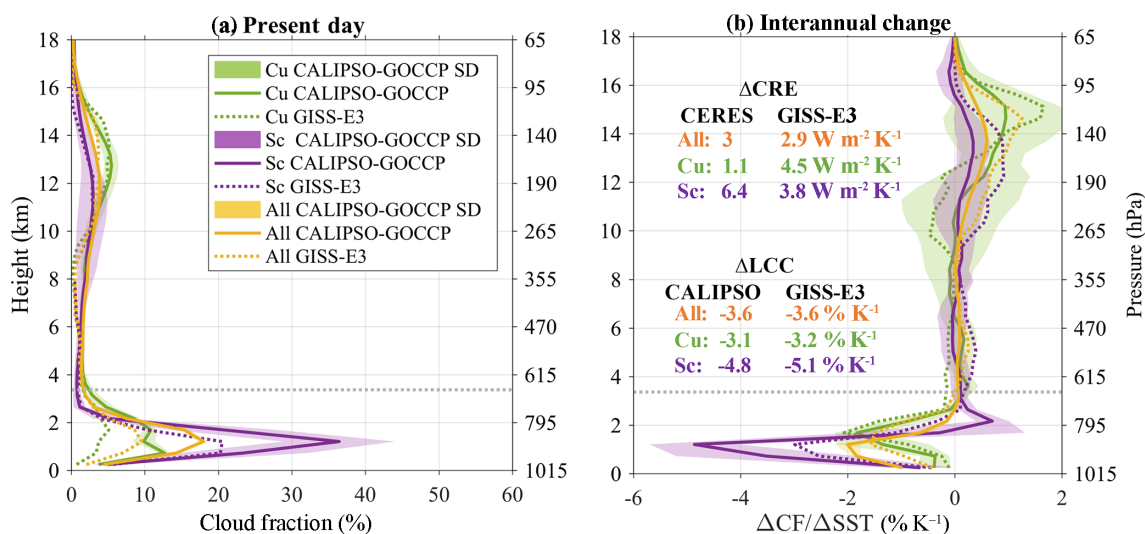 (a) Present day
18
16
14
12
10
8
6
4
2
0
Height (km)
65
95
140
190
265
355
470
615
795
1015
0
10
20
30
40
50
60
Cloud fraction (%)
Cu CALIPSO-GOCCP SD
Cu CALIPSO-GOCCP
Cu GISS-E3
Sc CALIPSO-GOCCP SD
Sc CALIPSO-GOCCP
Sc GISS-E3
All CALIPSO-GOCCP SD
All CALIPSO-GOCCP
All GISS-E3
(b) Interannual change
18
16
14
12
10
8
6
4
2
0
ΔCRE
CERES GISS-E3
All: 3 2.9 W m⁻² K⁻¹
Cu: 1.1 4.5 W m⁻² K⁻¹
Sc: 6.4 3.8 W m⁻² K⁻¹
ΔLCC
CALIPSO GISS-E3
All: -3.6 -3.6 % K⁻¹
Cu: -3.1 -3.2 % K⁻¹
Sc: -4.8 -5.1 % K⁻¹
65
95
140
190
265
355
470
615
795
1015
Pressure (hPa)
-6
-4
-2
0
2
ΔCF/ΔSST (% K⁻¹)